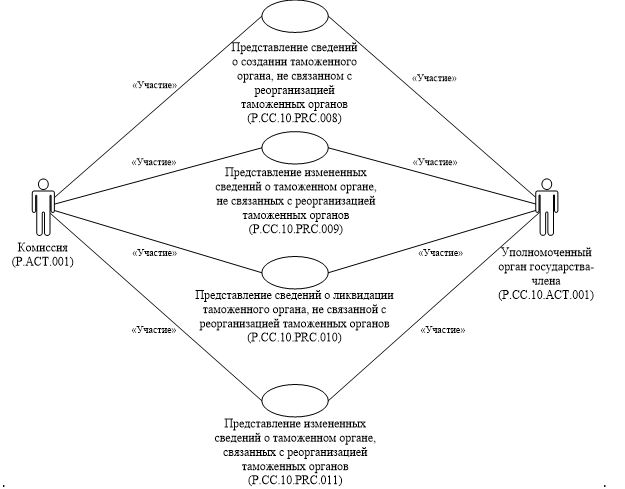 Представление сведений
о создании таможенного
органа, не связанном с
реорганизацией
таможенных органов
(P.CC.10.PRC.008)
«Участие»
«Участие»
«Участие»
«Участие»
Представление измененных
сведений о таможенном органе,
не связанных с реорганизацией
таможенных органов
(P.CC.10.PRC.009)
Комиссия
(P.ACT.001)
Уполномоченный
орган государства-
члена
(P.CC.10.ACT.001)
«Участие»
«Участие»
Представление сведений о ликвидации
таможенного органа, не связанной с
реорганизацией таможенных органов
(P.CC.10.PRC.010)
«Участие»
«Участие»
Представление измененных
сведений о таможенном органе,
связанных с реорганизацией
таможенных органов
(P.CC.10.PRC.011)